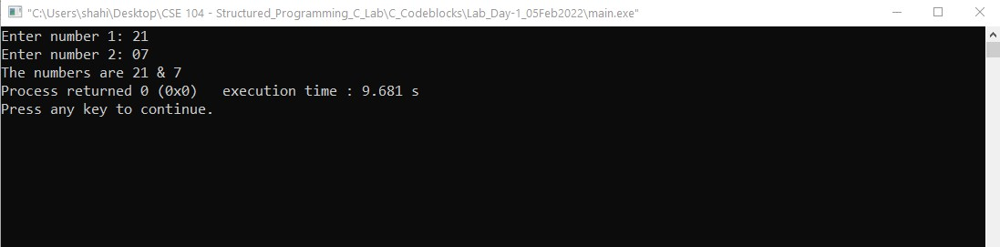 "C:\Users\shahi\Desktop\CSE 104 - Structured_Programming_C_Lab\C_Codeblocks\Lab_Day-1_05Feb2022\main.exe"
Enter number 1: 21
Enter number 2: 07
The numbers are 21 & 7
Process returned 0 (0x0)   execution time : 9.681 s
Press any key to continue.